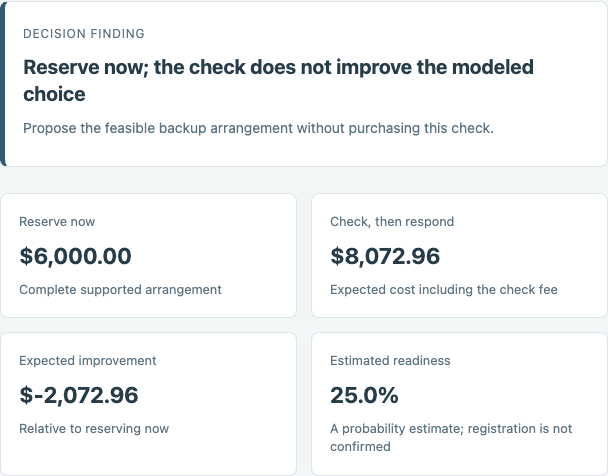 DECISION FINDING
Reserve now; the check does not improve the modeled
choice
Propose the feasible backup arrangement without purchasing this check.
Reserve now
$6,000.00
Complete supported arrangement
Check, then respond
$8,072.96
Expected cost including the check fee
Expected improvement
$-2,072.96
Relative to reserving now
Estimated readiness
25.0%
A probability estimate; registration is not
confirmed